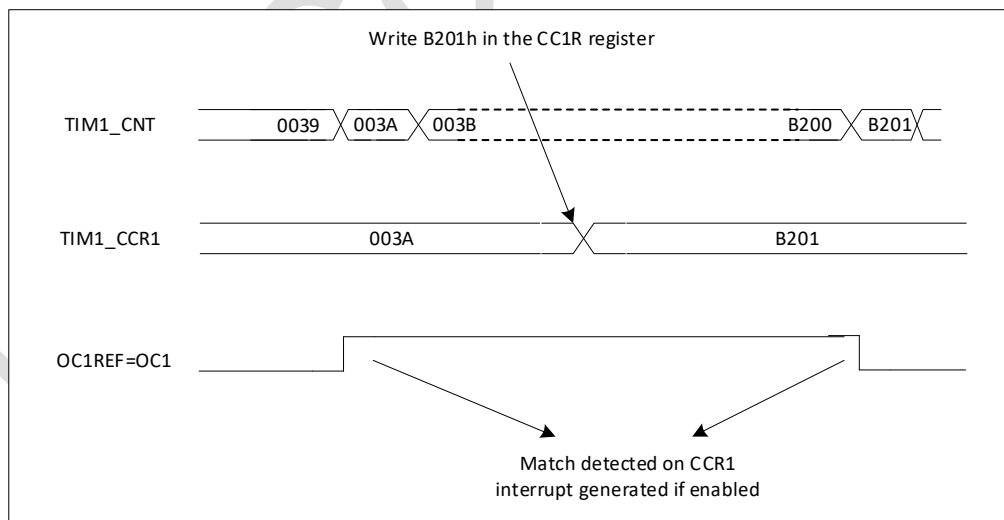 Write B201h in the CC1R register
TIM1_CNT 0039 003A 003B B200 B201
TIM1_CCR1 003A B201
OC1REF=OC1
Match detected on CCR1
interrupt generated if enabled